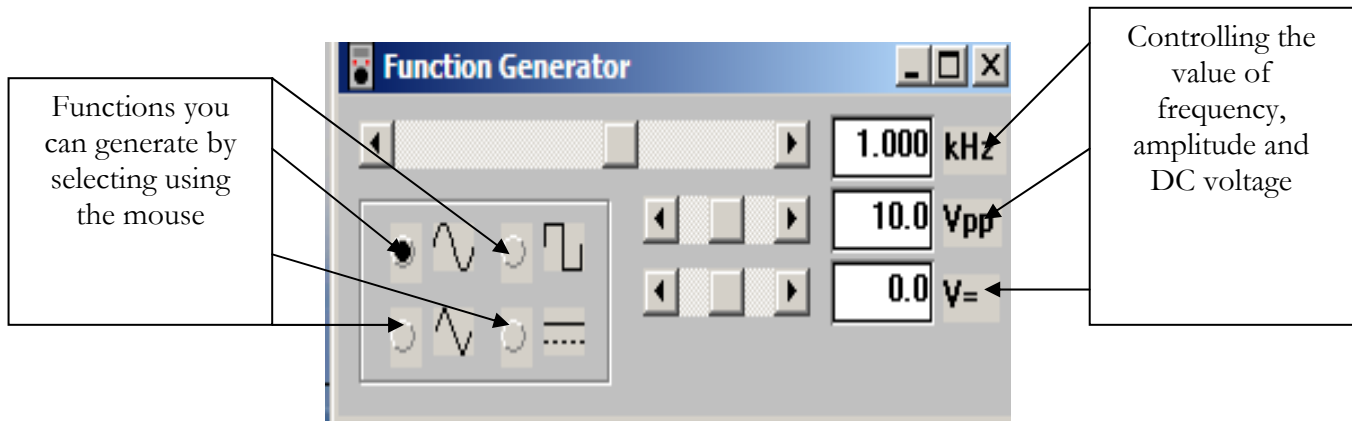 Functions you
can generate by
selecting using
the mouse
Function Generator
1.000 kHz
10.0 Vpp
0.0 V=
Controlling the
value of
frequency,
amplitude and
DC voltage